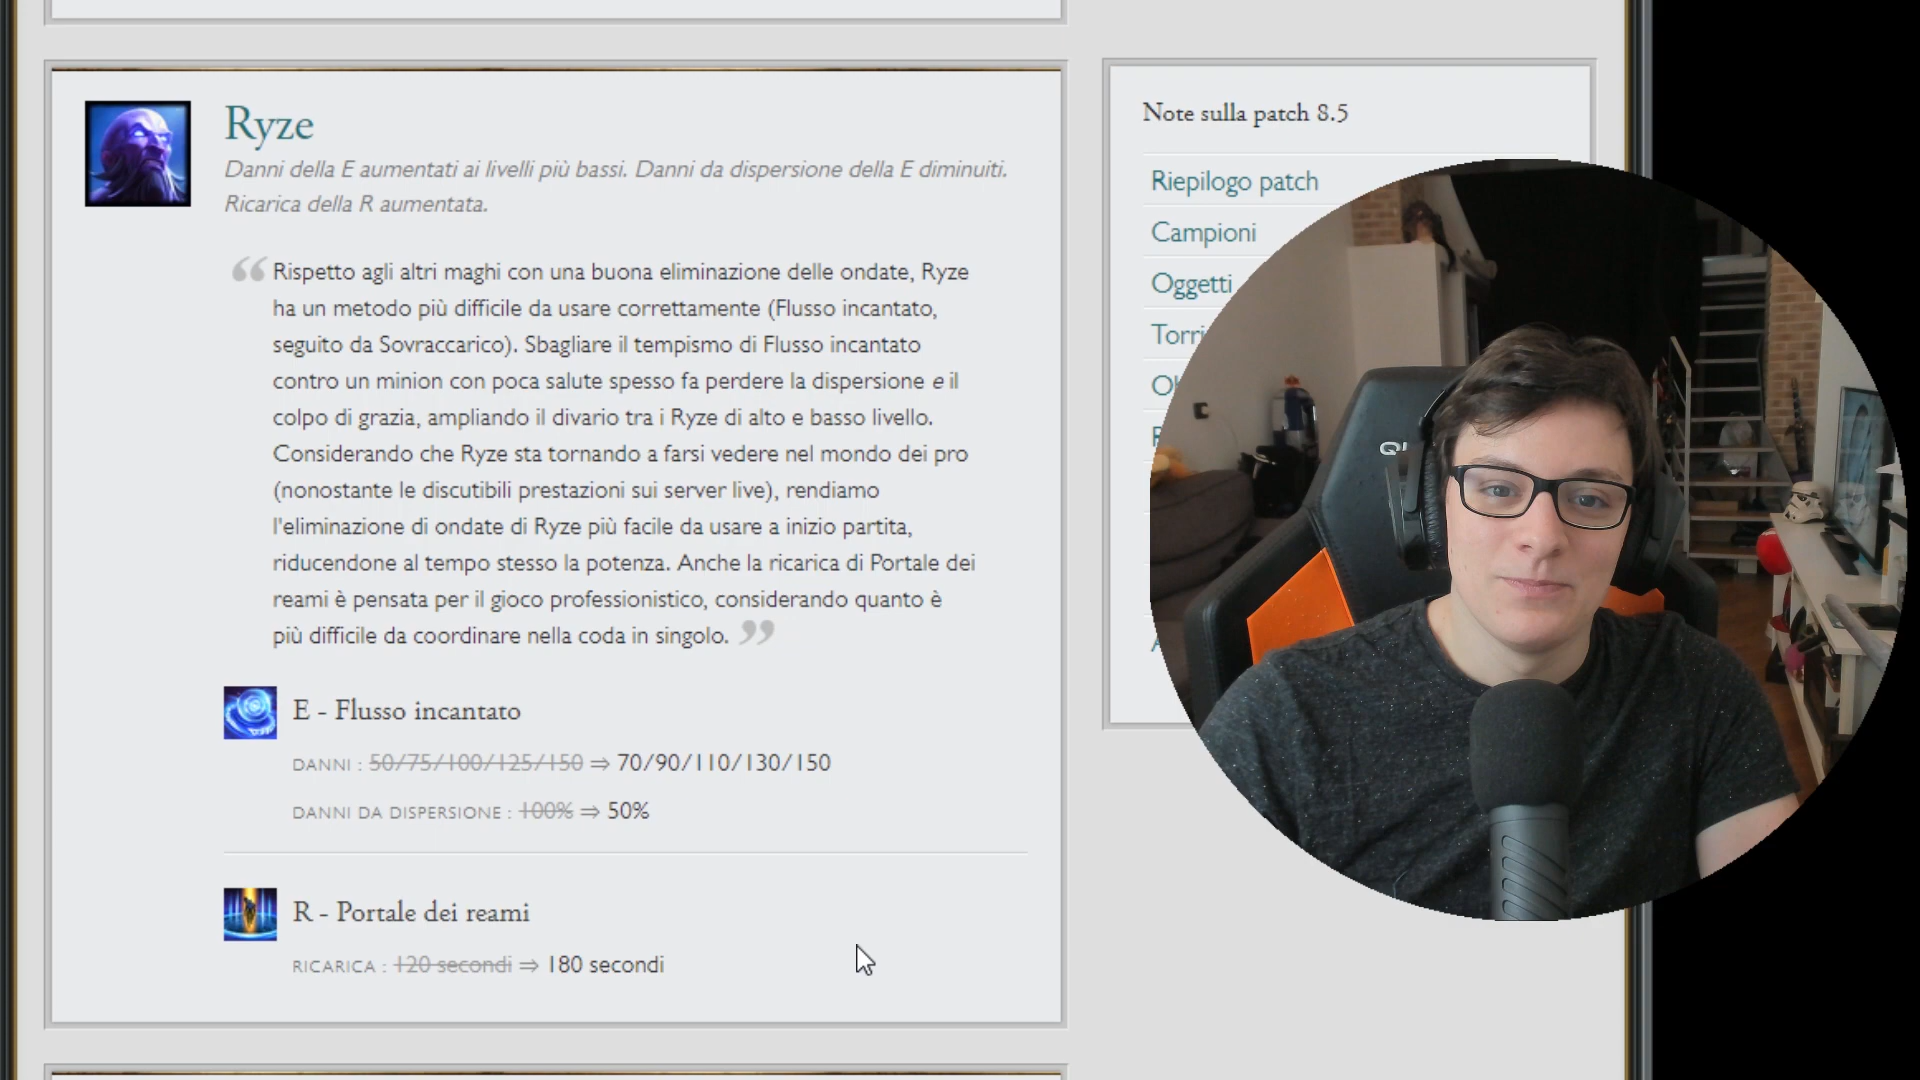 Ryze
Danni della E aumentati ai livelli più bassi. Danni da dispersione della E diminuiti.
Ricarica della R aumentata.
“ Rispetto agli altri maghi con una buona eliminazione delle ondate, Ryze
ha un metodo più difficile da usare correttamente (Flusso incantato,
seguito da Sovraccarico). Sbagliare il tempismo di Flusso incantato
contro un minion con poca salute spesso fa perdere la dispersione e il
colpo di grazia, ampliando il divario tra i Ryze di alto e basso livello.
Considerando che Ryze sta tornando a farsi vedere nel mondo dei pro
(nonostante le discutibili prestazioni sui server live), rendiamo
l'eliminazione di ondate di Ryze più facile da usare a inizio partita,
riducendone al tempo stesso la potenza. Anche la ricarica di Portale dei
reami è pensata per il gioco professionistico, considerando quanto è
più difficile da coordinare nella coda in singolo. ”
E - Flusso incantato
DANNI : 50/75/100/125/150 ⇒ 70/90/110/130/150
DANNI DA DISPERSIONE : 100% ⇒ 50%
R - Portale dei reami
RICARICA : 120 secondi ⇒ 180 secondi
Note sulla patch 8.5
Riepilogo patch
Campioni
Oggetti